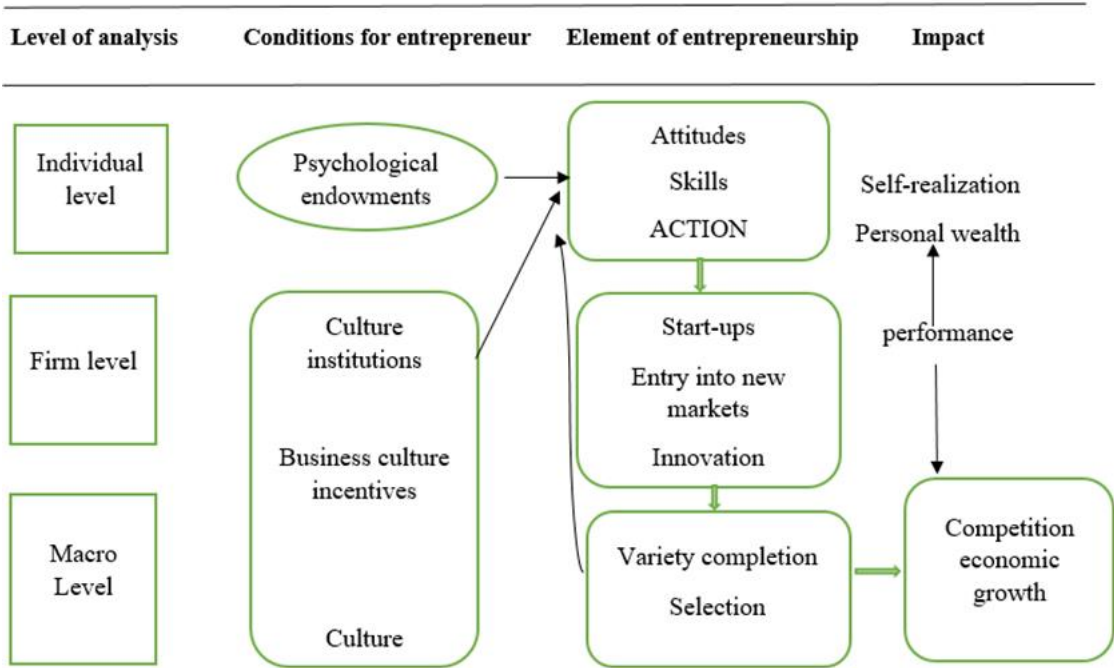 Level of analysis
Conditions for entrepreneur
Element of entrepreneurship
Impact
Individual
level
Psychological
endowments
Attitudes
Skills
ACTION
Self-realization
Personal wealth
Firm level
Culture
institutions
Business culture
incentives
Culture
Start-ups
Entry into new
markets
Innovation
performance
Macro
Level
Variety completion
Selection
Competition
economic
growth